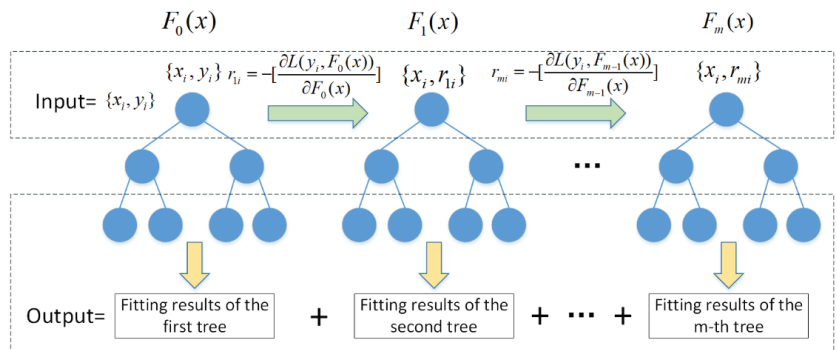 F₀(x) F₁(x) Fₘ(x)
{xᵢ, yᵢ} r₁ᵢ = −[∂L(yᵢ, F₀(x)) / ∂F₀(x)] {xᵢ, r₁ᵢ} rₘᵢ = −[∂L(yᵢ, Fₘ₋₁(x)) / ∂Fₘ₋₁(x)] {xᵢ, rₘᵢ}
Input= {xᵢ, yᵢ}
...
Output= Fitting results of the first tree + Fitting results of the second tree + ... + Fitting results of the m-th tree